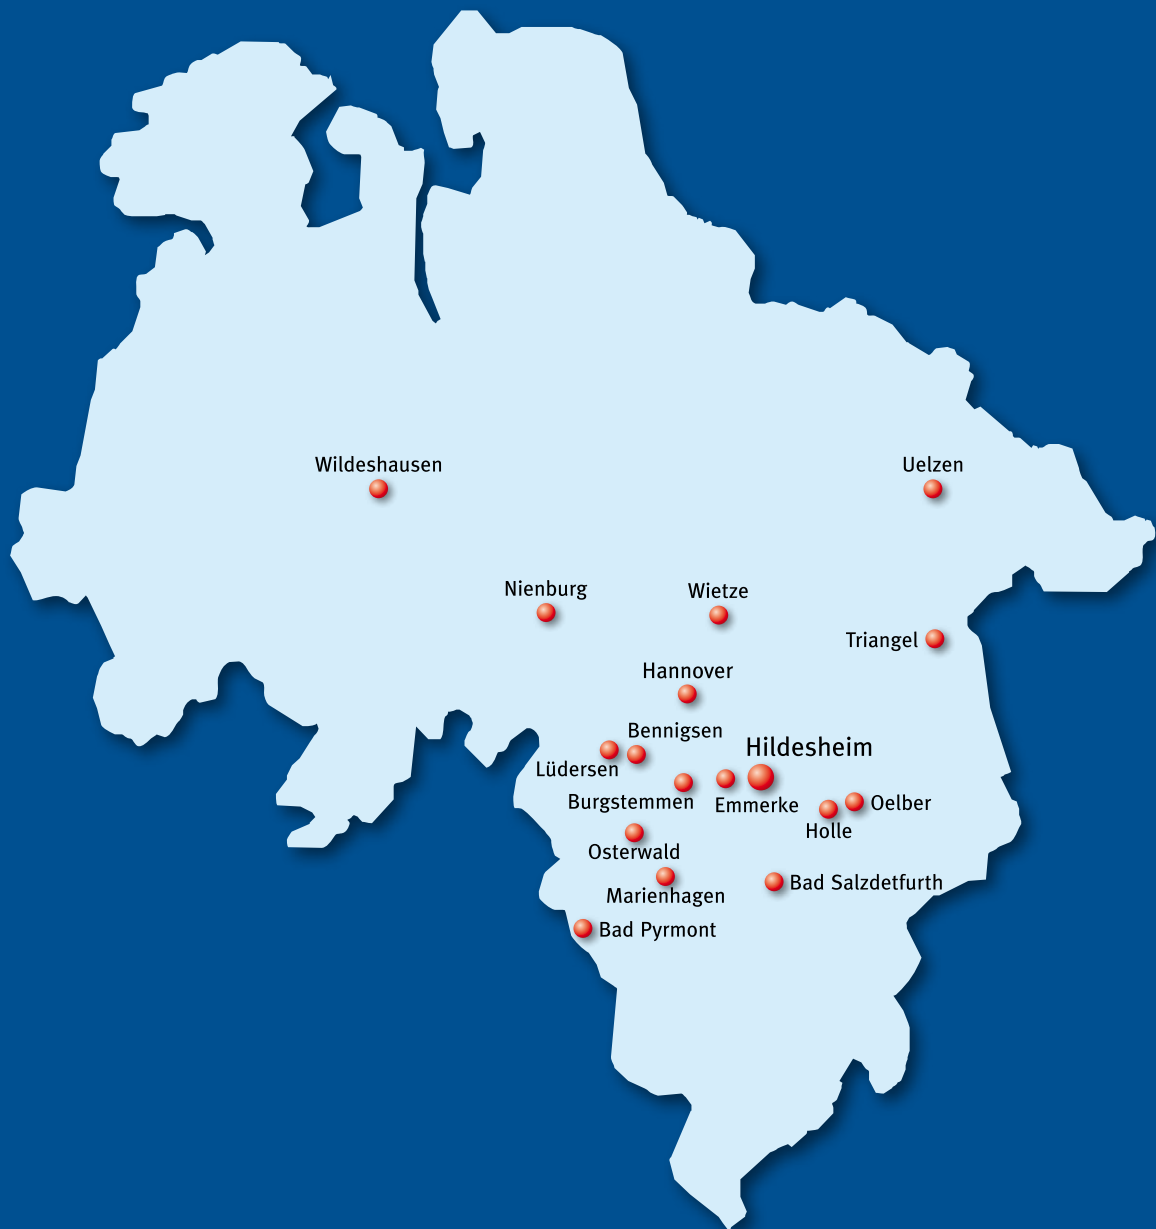 Wildeshausen
Uelzen
Nienburg
Wietze
Triangel
Hannover
Bennigsen
Hildesheim
Lüdersen
Burgstemmen
Emmerke
Oelber
Holle
Osterwald
Bad Salzdetfurth
Marienhagen
Bad Pyrmont